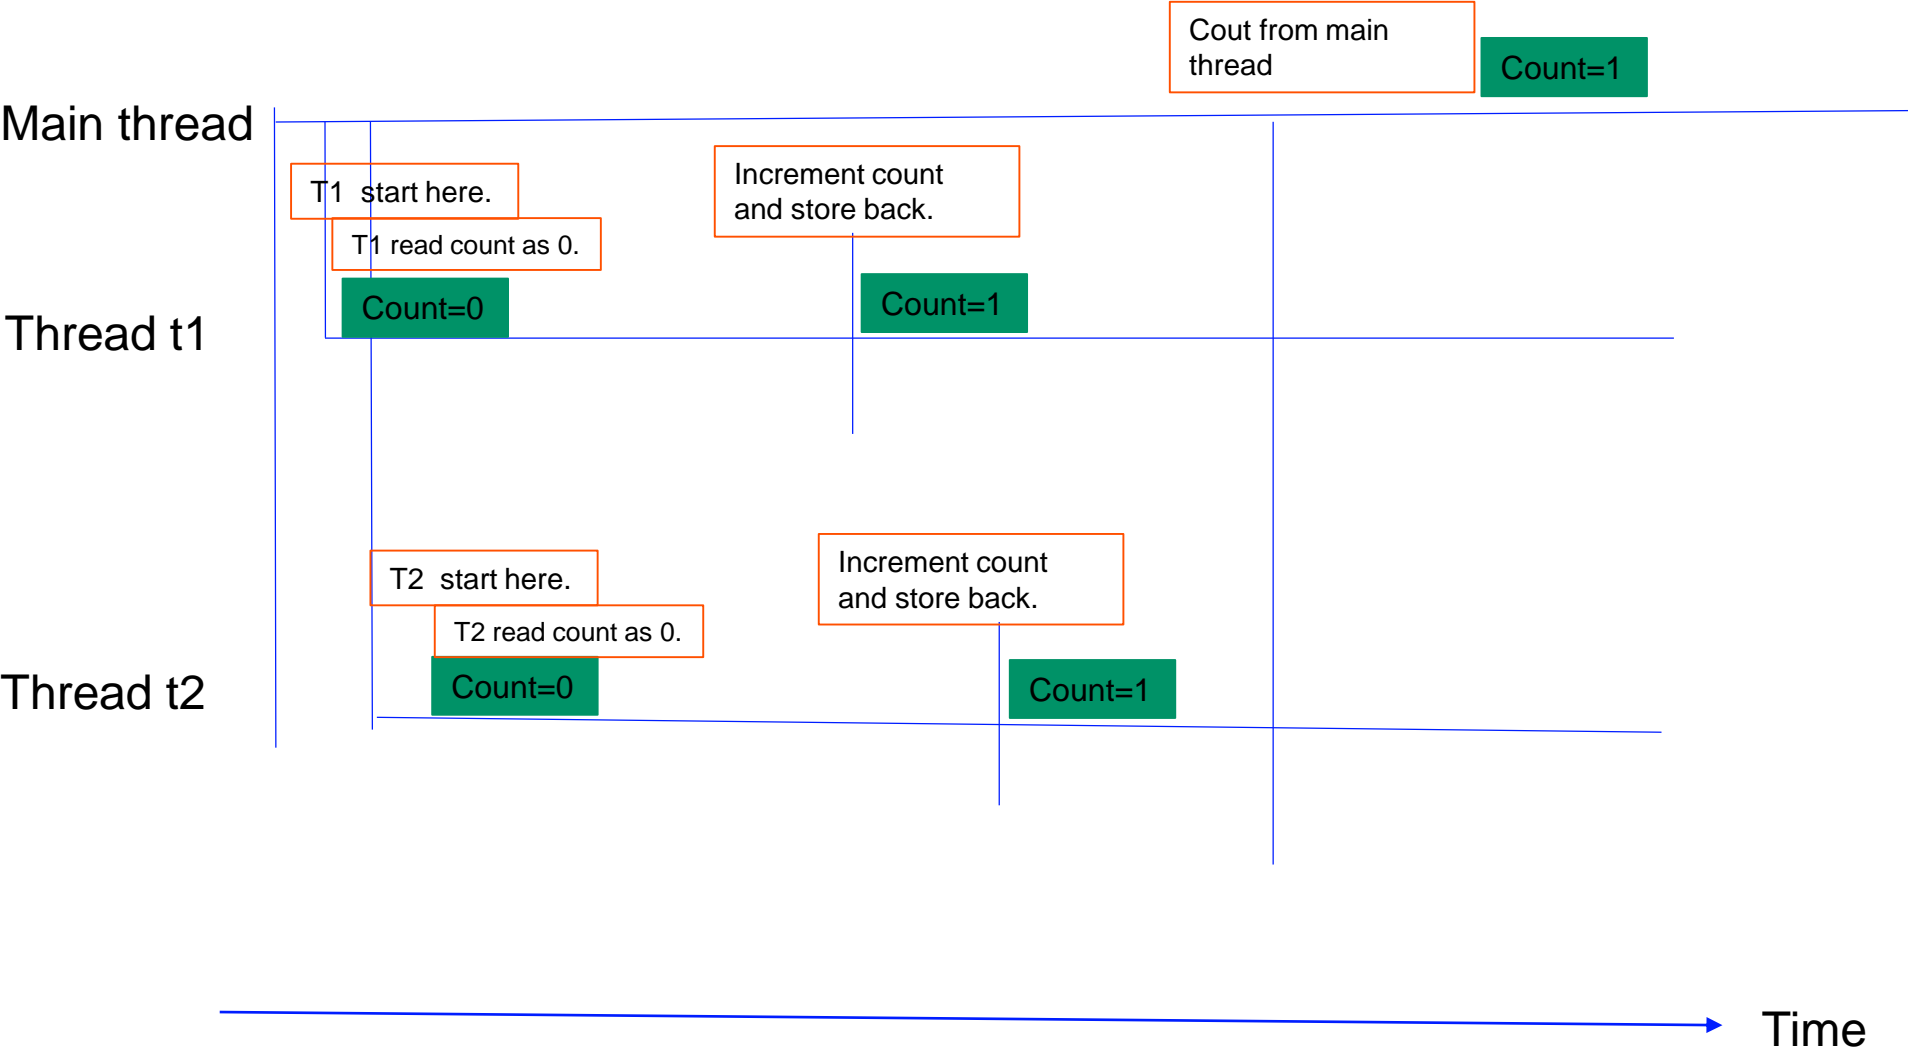 Cout from main
thread
Count=1
Main thread
T1 start here.
T1 read count as 0.
Count=0
Increment count
and store back.
Count=1
Thread t1
T2 start here.
T2 read count as 0.
Count=0
Increment count
and store back.
Count=1
Thread t2
Time